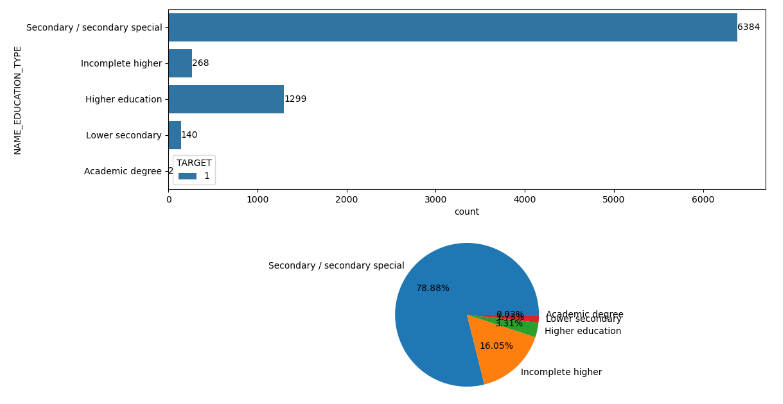 NAME_EDUCATION_TYPE
Secondary / secondary special
6384
Incomplete higher
268
Higher education
1299
Lower secondary
140
Academic degree
2
TARGET
1
0 1000 2000 3000 4000 5000 6000
count
Secondary / secondary special
78.88%
Academic degree
Lower secondary
3.31%
Higher education
16.05%
Incomplete higher